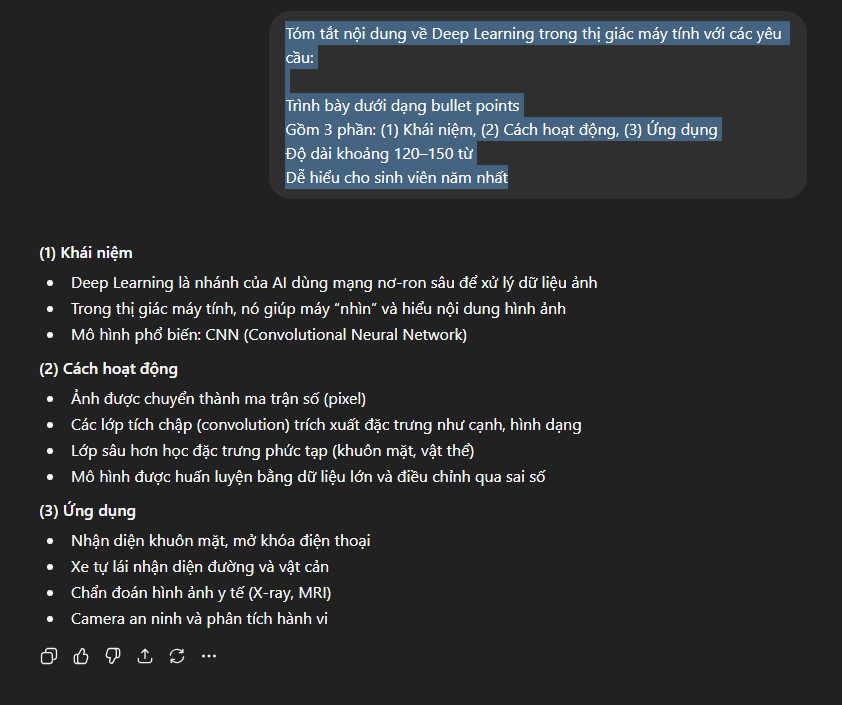 Tóm tắt nội dung về Deep Learning trong thị giác máy tính với các yêu
cầu:
Trình bày dưới dạng bullet points
Gồm 3 phần: (1) Khái niệm, (2) Cách hoạt động, (3) Ứng dụng
Độ dài khoảng 120–150 từ
Dễ hiểu cho sinh viên năm nhất
(1) Khái niệm
• Deep Learning là nhánh của AI dùng mạng nơ-ron sâu để xử lý dữ liệu ảnh
• Trong thị giác máy tính, nó giúp máy “nhìn” và hiểu nội dung hình ảnh
• Mô hình phổ biến: CNN (Convolutional Neural Network)
(2) Cách hoạt động
• Ảnh được chuyển thành ma trận số (pixel)
• Các lớp tích chập (convolution) trích xuất đặc trưng như cạnh, hình dạng
• Lớp sâu hơn học đặc trưng phức tạp (khuôn mặt, vật thể)
• Mô hình được huấn luyện bằng dữ liệu lớn và điều chỉnh qua sai số
(3) Ứng dụng
• Nhận diện khuôn mặt, mở khóa điện thoại
• Xe tự lái nhận diện đường và vật cản
• Chẩn đoán hình ảnh y tế (X-ray, MRI)
• Camera an ninh và phân tích hành vi